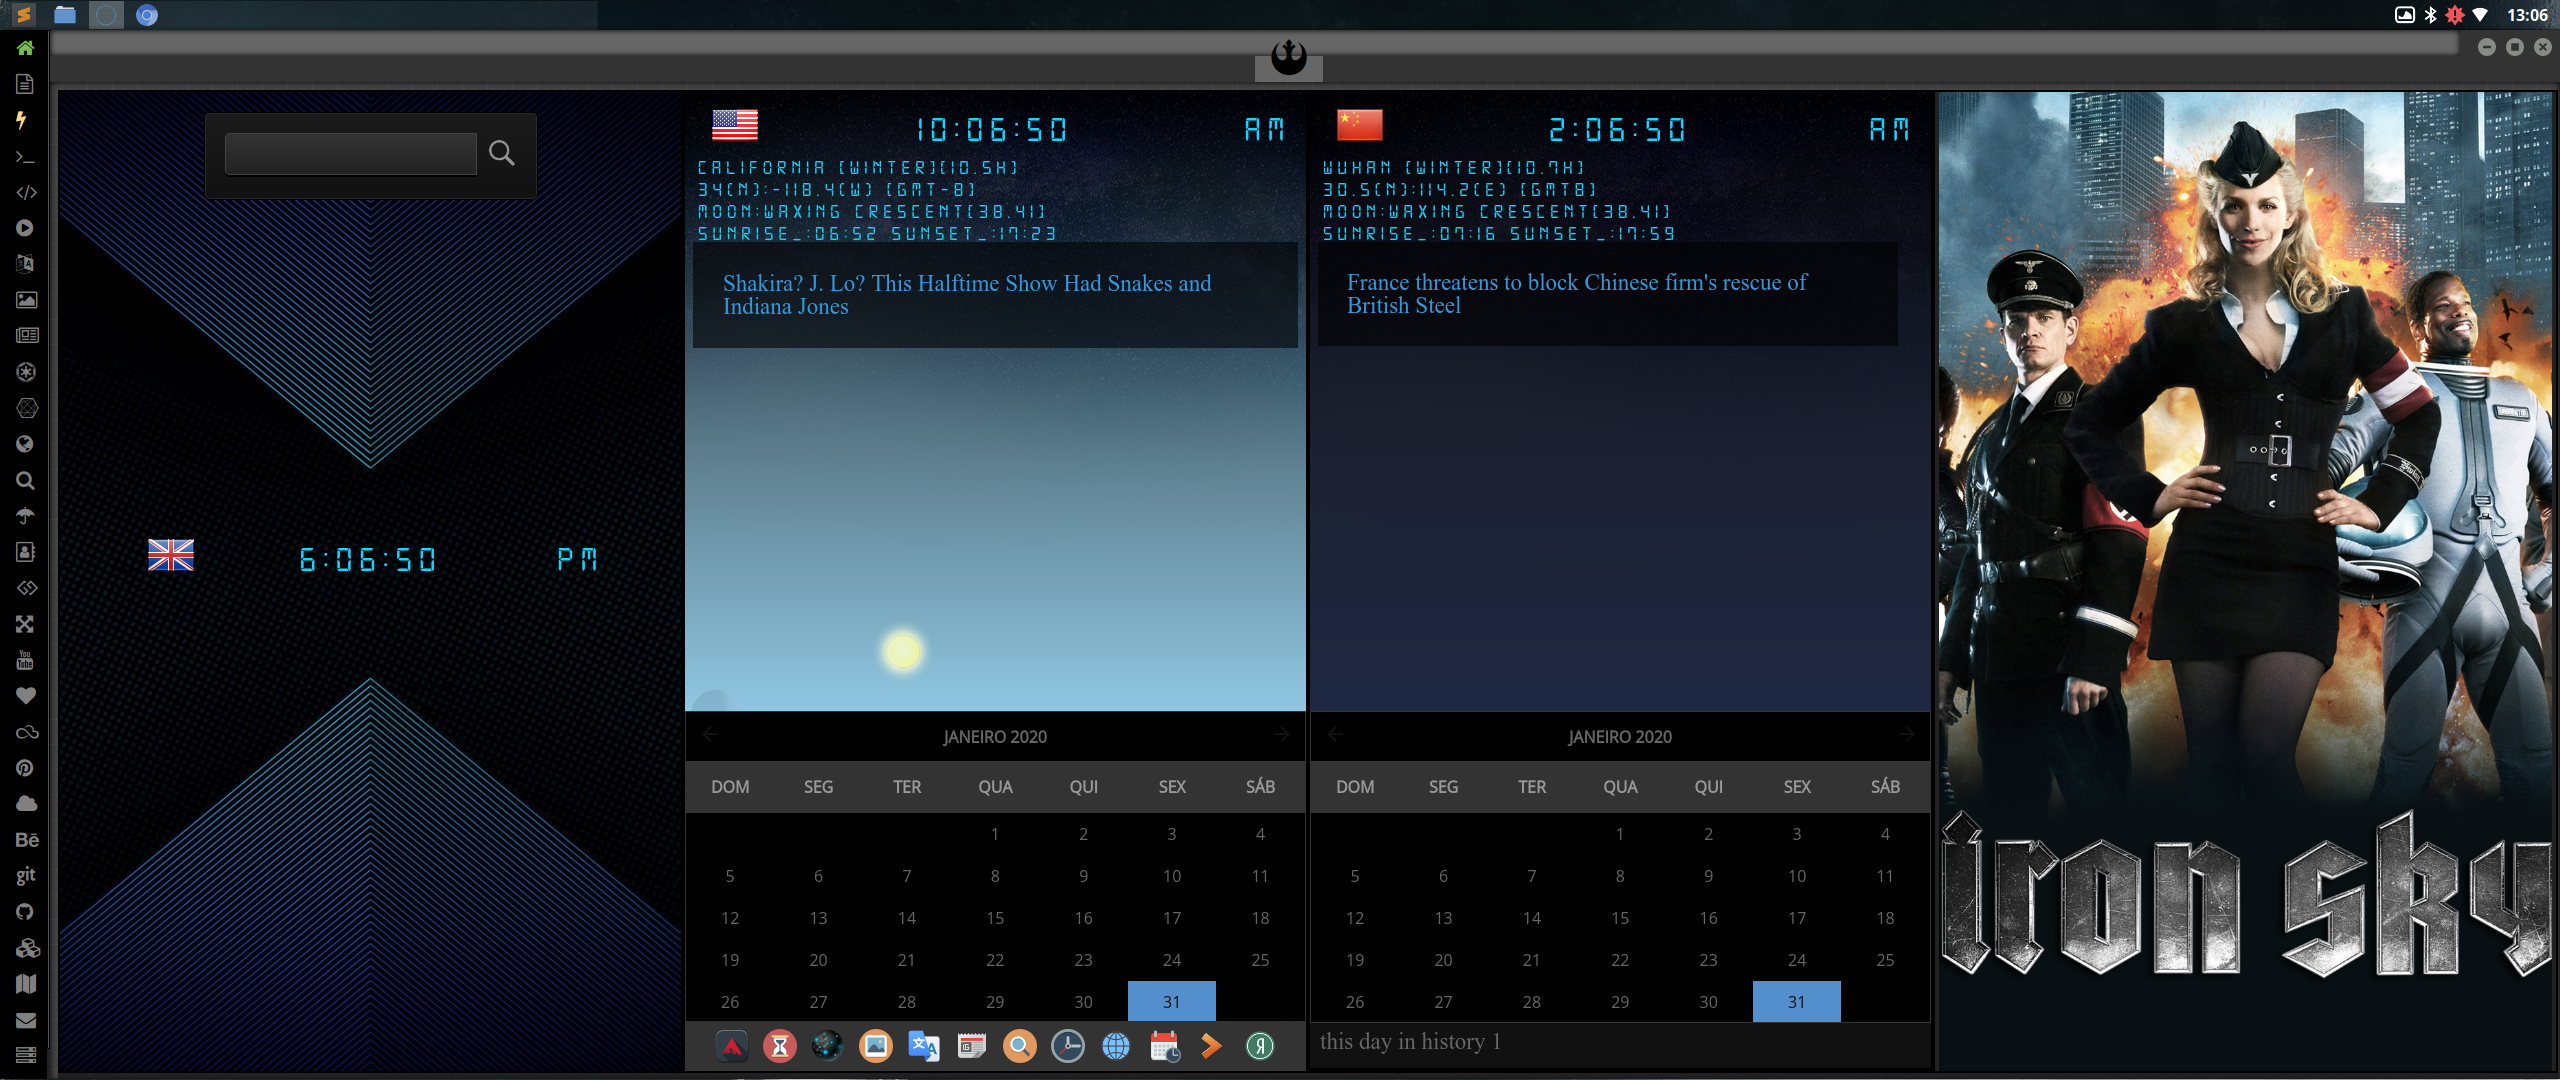 13:06
You
Tube
Bē
git
6:06:50 PM
10:06:50 AM
CALIFORNIA [WINTER][10.5H]
34(N):-118.4(W) [GMT-8]
MOON:WAXING CRESCENT[38.41]
SUNRISE_:06:52 SUNSET_:17:23
Shakira? J. Lo? This Halftime Show Had Snakes and
Indiana Jones
JANEIRO 2020
DOM SEG TER QUA QUI SEX SÁB
1 2 3 4
5 6 7 8 9 10 11
12 13 14 15 16 17 18
19 20 21 22 23 24 25
26 27 28 29 30 31
2:06:50 AM
WUHAN [WINTER][10.7H]
30.5(N):114.2(E) [GMT8]
MOON:WAXING CRESCENT[38.41]
SUNRISE_:07:16 SUNSET_:17:59
France threatens to block Chinese firm's rescue of
British Steel
JANEIRO 2020
DOM SEG TER QUA QUI SEX SÁB
1 2 3 4
5 6 7 8 9 10 11
12 13 14 15 16 17 18
19 20 21 22 23 24 25
26 27 28 29 30 31
this day in history 1
iron sky